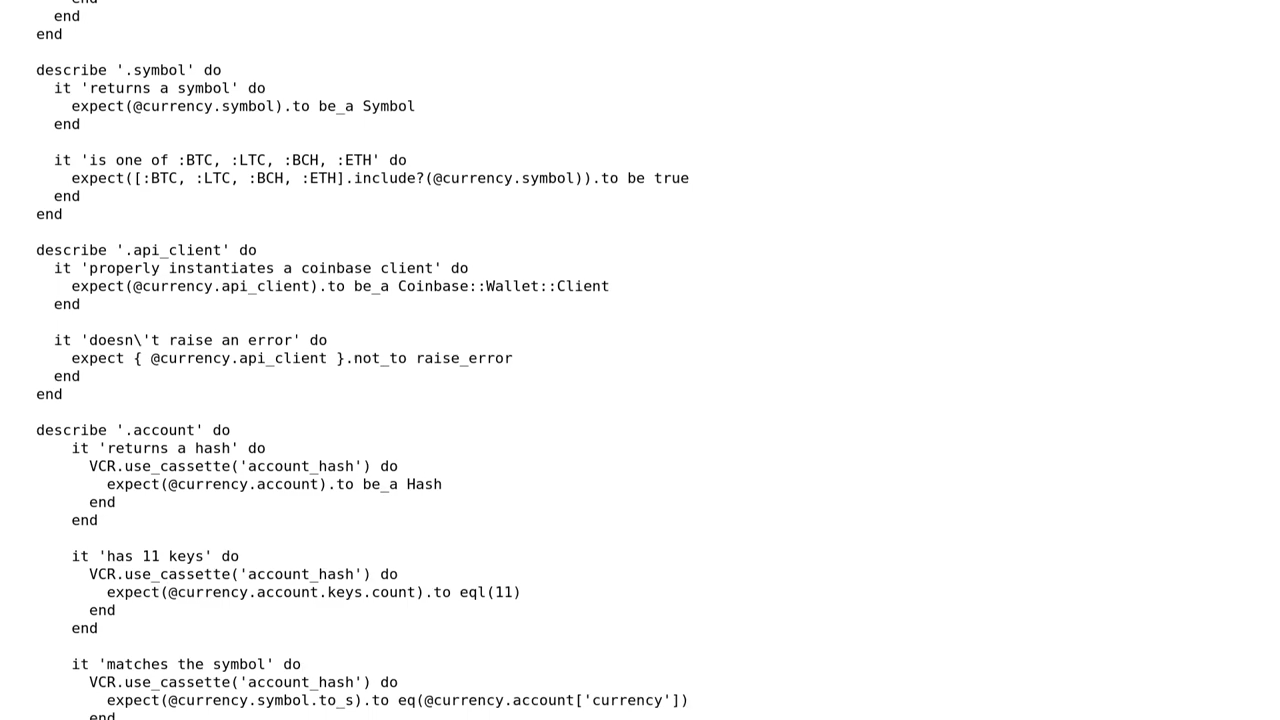 end
end
end
describe '.symbol' do
it 'returns a symbol' do
expect(@currency.symbol).to be_a Symbol
end
it 'is one of :BTC, :LTC, :BCH, :ETH' do
expect([:BTC, :LTC, :BCH, :ETH].include?(@currency.symbol)).to be true
end
end
describe '.api_client' do
it 'properly instantiates a coinbase client' do
expect(@currency.api_client).to be_a Coinbase::Wallet::Client
end
it 'doesn\'t raise an error' do
expect { @currency.api_client }.not_to raise_error
end
end
describe '.account' do
it 'returns a hash' do
VCR.use_cassette('account_hash') do
expect(@currency.account).to be_a Hash
end
end
it 'has 11 keys' do
VCR.use_cassette('account_hash') do
expect(@currency.account.keys.count).to eql(11)
end
end
it 'matches the symbol' do
VCR.use_cassette('account_hash') do
expect(@currency.symbol.to_s).to eq(@currency.account['currency'])
end